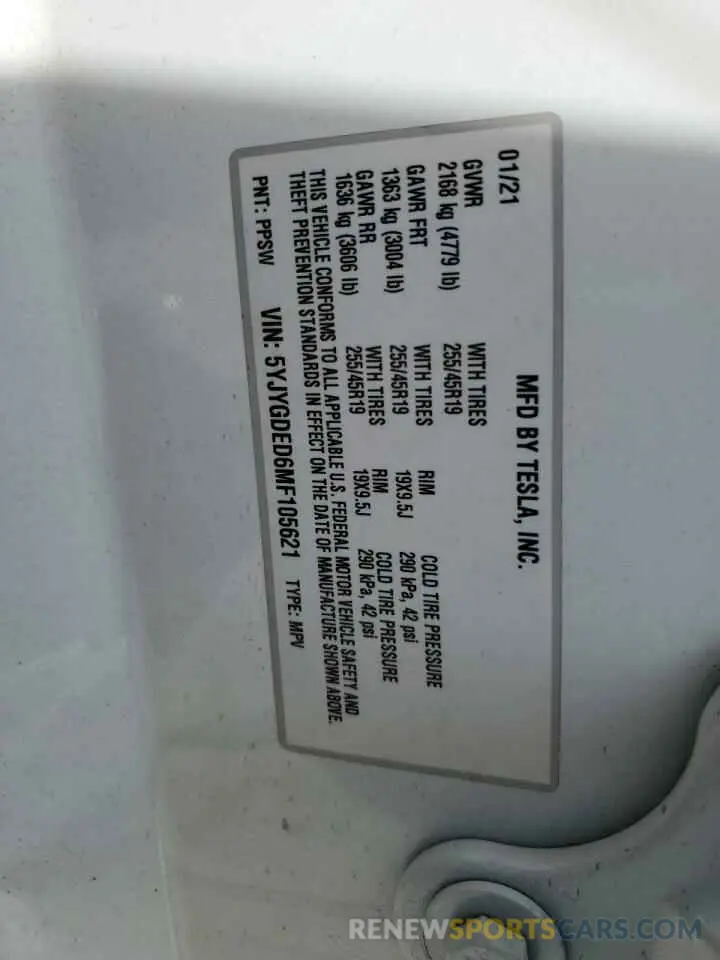 MFD BY TESLA, INC.
01/21
GVWR
2168 kg (4779 lb)
WITH TIRES
255/45R19
GAWR FRT
1363 kg (3004 lb)
WITH TIRES
255/45R19
RIM
19X9.5J
COLD TIRE PRESSURE
290 kPa, 42 psi
GAWR RR
1636 kg (3606 lb)
WITH TIRES
255/45R19
RIM
19X9.5J
COLD TIRE PRESSURE
290 kPa, 42 psi
THIS VEHICLE CONFORMS TO ALL APPLICABLE U.S. FEDERAL MOTOR VEHICLE SAFETY AND
THEFT PREVENTION STANDARDS IN EFFECT ON THE DATE OF MANUFACTURE SHOWN ABOVE.
PNT: PPSW VIN: 5YJYGDED6MF105621 TYPE: MPV
RENEWSPORTSCARS.COM